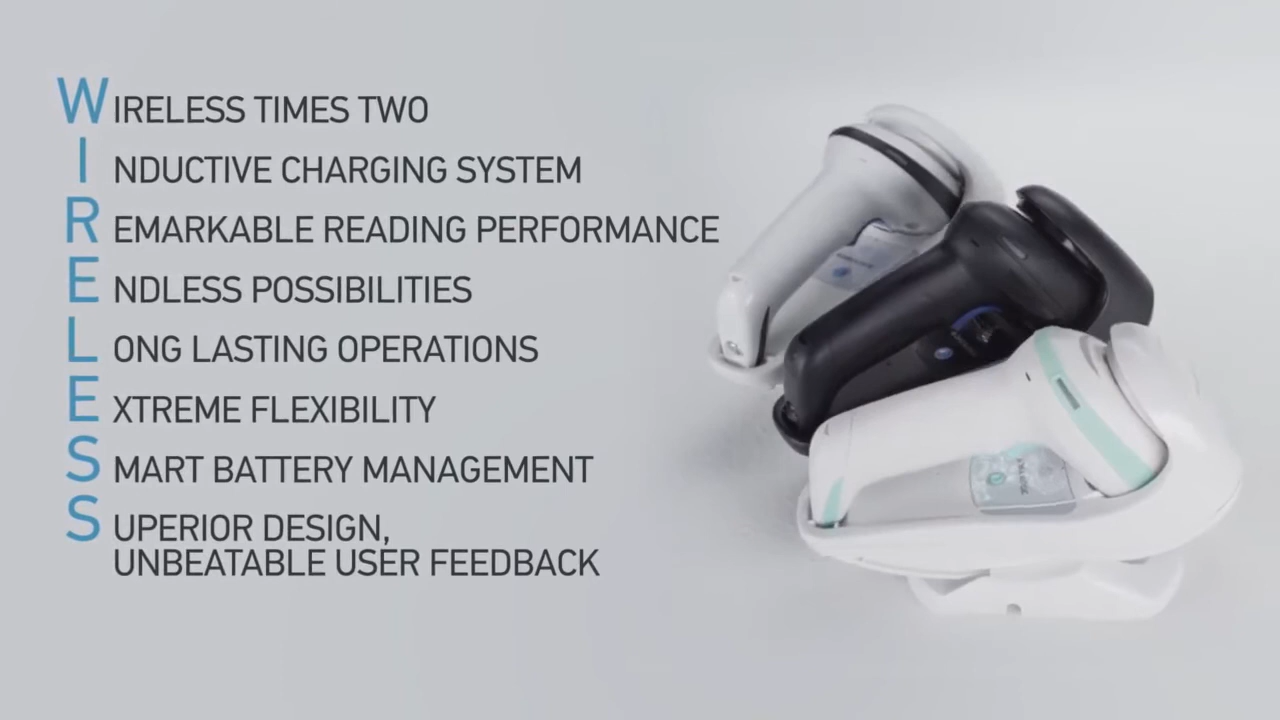 WIRELESS TIMES TWO
INDUCTIVE CHARGING SYSTEM
REMARKABLE READING PERFORMANCE
ENDLESS POSSIBILITIES
LONG LASTING OPERATIONS
EXTREME FLEXIBILITY
SMART BATTERY MANAGEMENT
SUPERIOR DESIGN,
UNBEATABLE USER FEEDBACK